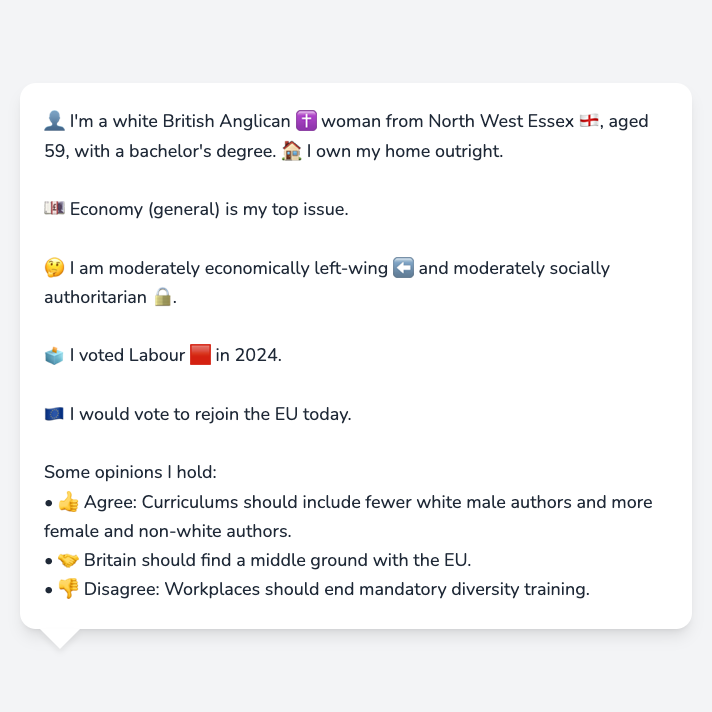 👤 I'm a white British Anglican ✝️ woman from North West Essex 🏴󠁧󠁢󠁥󠁮󠁧󠁿, aged
59, with a bachelor's degree. 🏠 I own my home outright.
💷 Economy (general) is my top issue.
🤔 I am moderately economically left-wing ⬅️ and moderately socially
authoritarian 🔒.
🗳️ I voted Labour 🟥 in 2024.
🇪🇺 I would vote to rejoin the EU today.
Some opinions I hold:
• 👍 Agree: Curriculums should include fewer white male authors and more
female and non-white authors.
• 🤝 Britain should find a middle ground with the EU.
• 👎 Disagree: Workplaces should end mandatory diversity training.